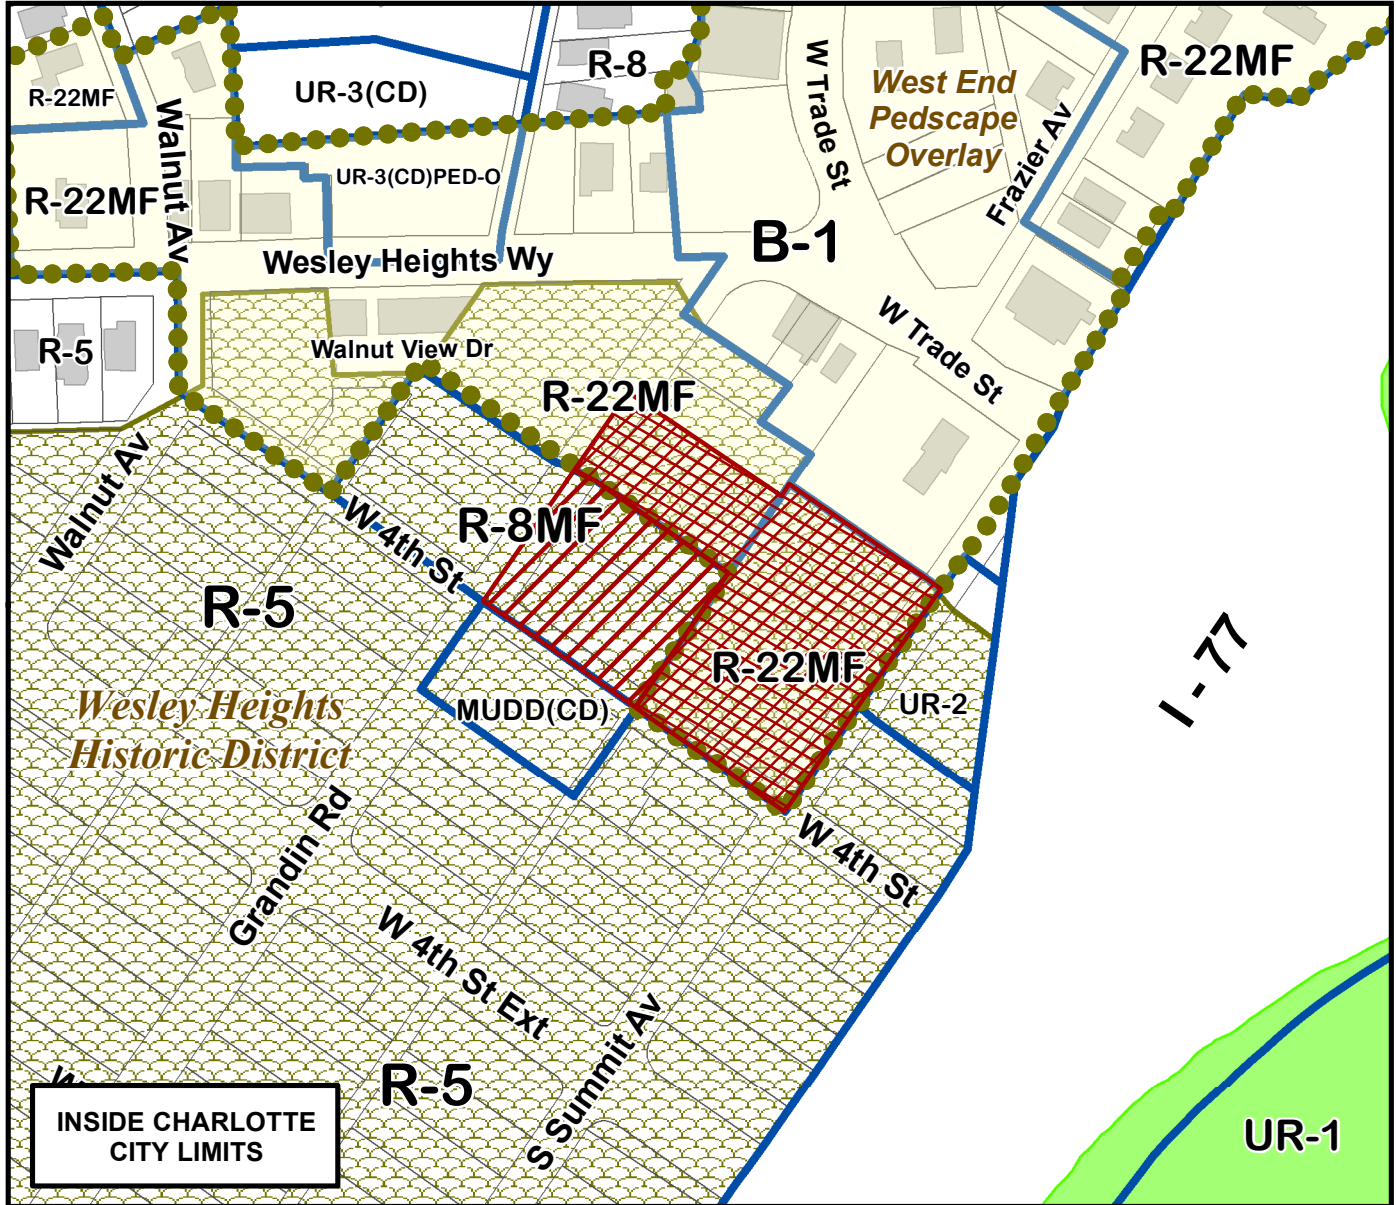 R-22MF
UR-3(CD)
R-8
West End
Pedscape
Overlay
R-22MF
W Trade St
Frazier Av
Walnut Av
R-22MF
UR-3(CD)PED-O
B-1
Wesley Heights Wy
W Trade St
R-5
Walnut View Dr
R-22MF
Walnut Av
W 4th St
R-8MF
R-5
R-22MF
UR-2
I - 77
Wesley Heights
Historic District
MUDD(CD)
Grandin Rd
W 4th St
W 4th St Ext
S Summit Av
R-5
W
INSIDE CHARLOTTE
CITY LIMITS
UR-1